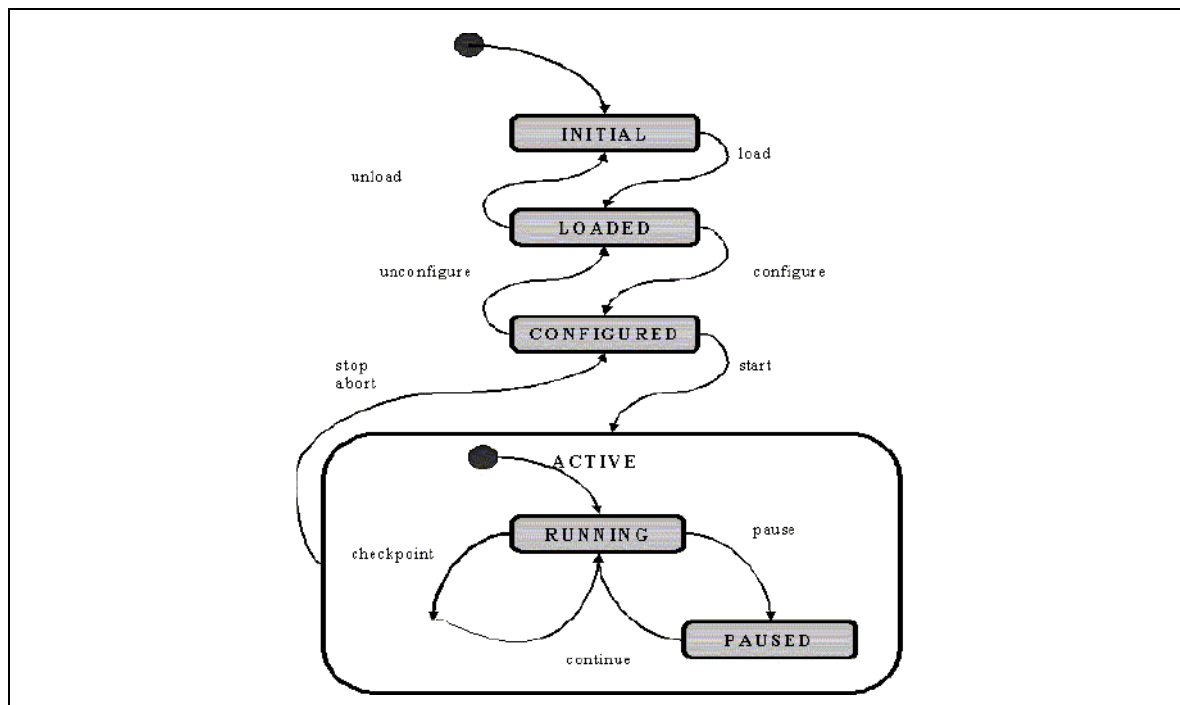 INITIAL
load
unload
LOADED
unconfigure
configure
CONFIGURED
stop
abort
start
ACTIVE
RUNNING
pause
checkpoint
PAUSED
continue